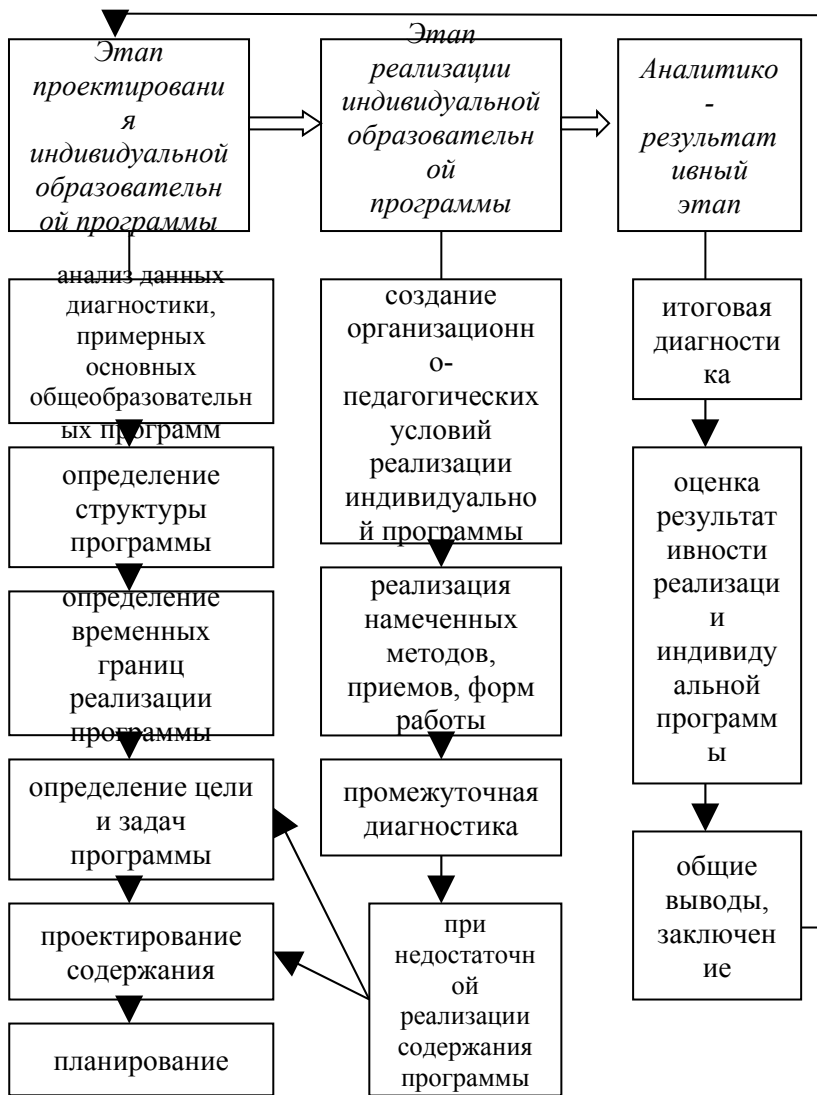 Этап
проектировани
я
индивидуальной
образовательн
ой программы
Этап
реализации
индивидуальной
образовательн
ой
программы
Аналитико
-
результат
ивный
этап
анализ данных
диагностики,
примерных
основных
общеобразовательн
ых программ
определение
структуры
программы
определение
временных
границ
реализации
программы
определение цели
и задач
программы
проектирование
содержания
планирование
создание
организационн
о-
педагогических
условий
реализации
индивидуально
й программы
реализация
намеченных
методов,
приемов, форм
работы
промежуточная
диагностика
при
недостаточн
ой
реализации
содержания
программы
итоговая
диагности
ка
оценка
результат
ивности
реализаци
и
индивиду
альной
программ
ы
общие
выводы,
заключен
ие